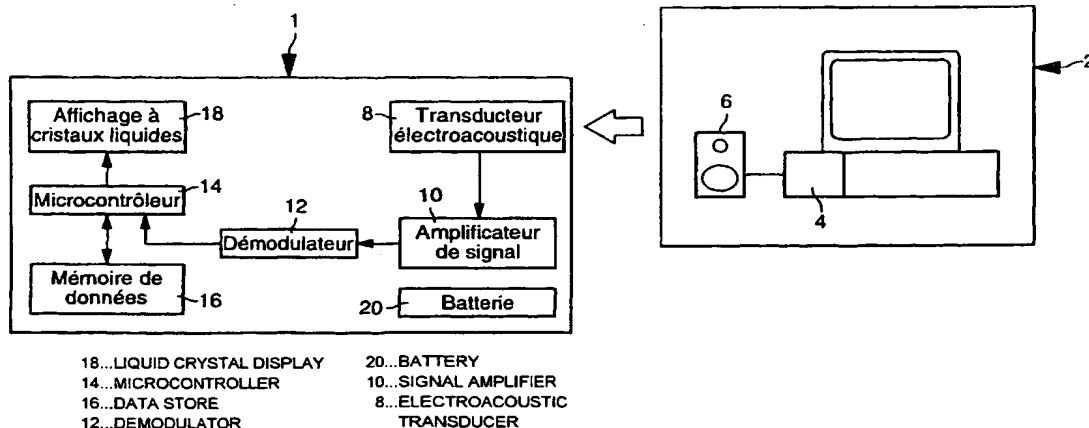 1
2
Affichage à
cristaux liquides
18
8
Transducteur
électroacoustique
6
Microcontrôleur
14
4
12
Démodulateur
10
Amplificateur
de signal
Mémoire de
données
16
20
Batterie
18...LIQUID CRYSTAL DISPLAY
14...MICROCONTROLLER
16...DATA STORE
12...DEMODULATOR
20...BATTERY
10...SIGNAL AMPLIFIER
8...ELECTROACOUSTIC
TRANSDUCER